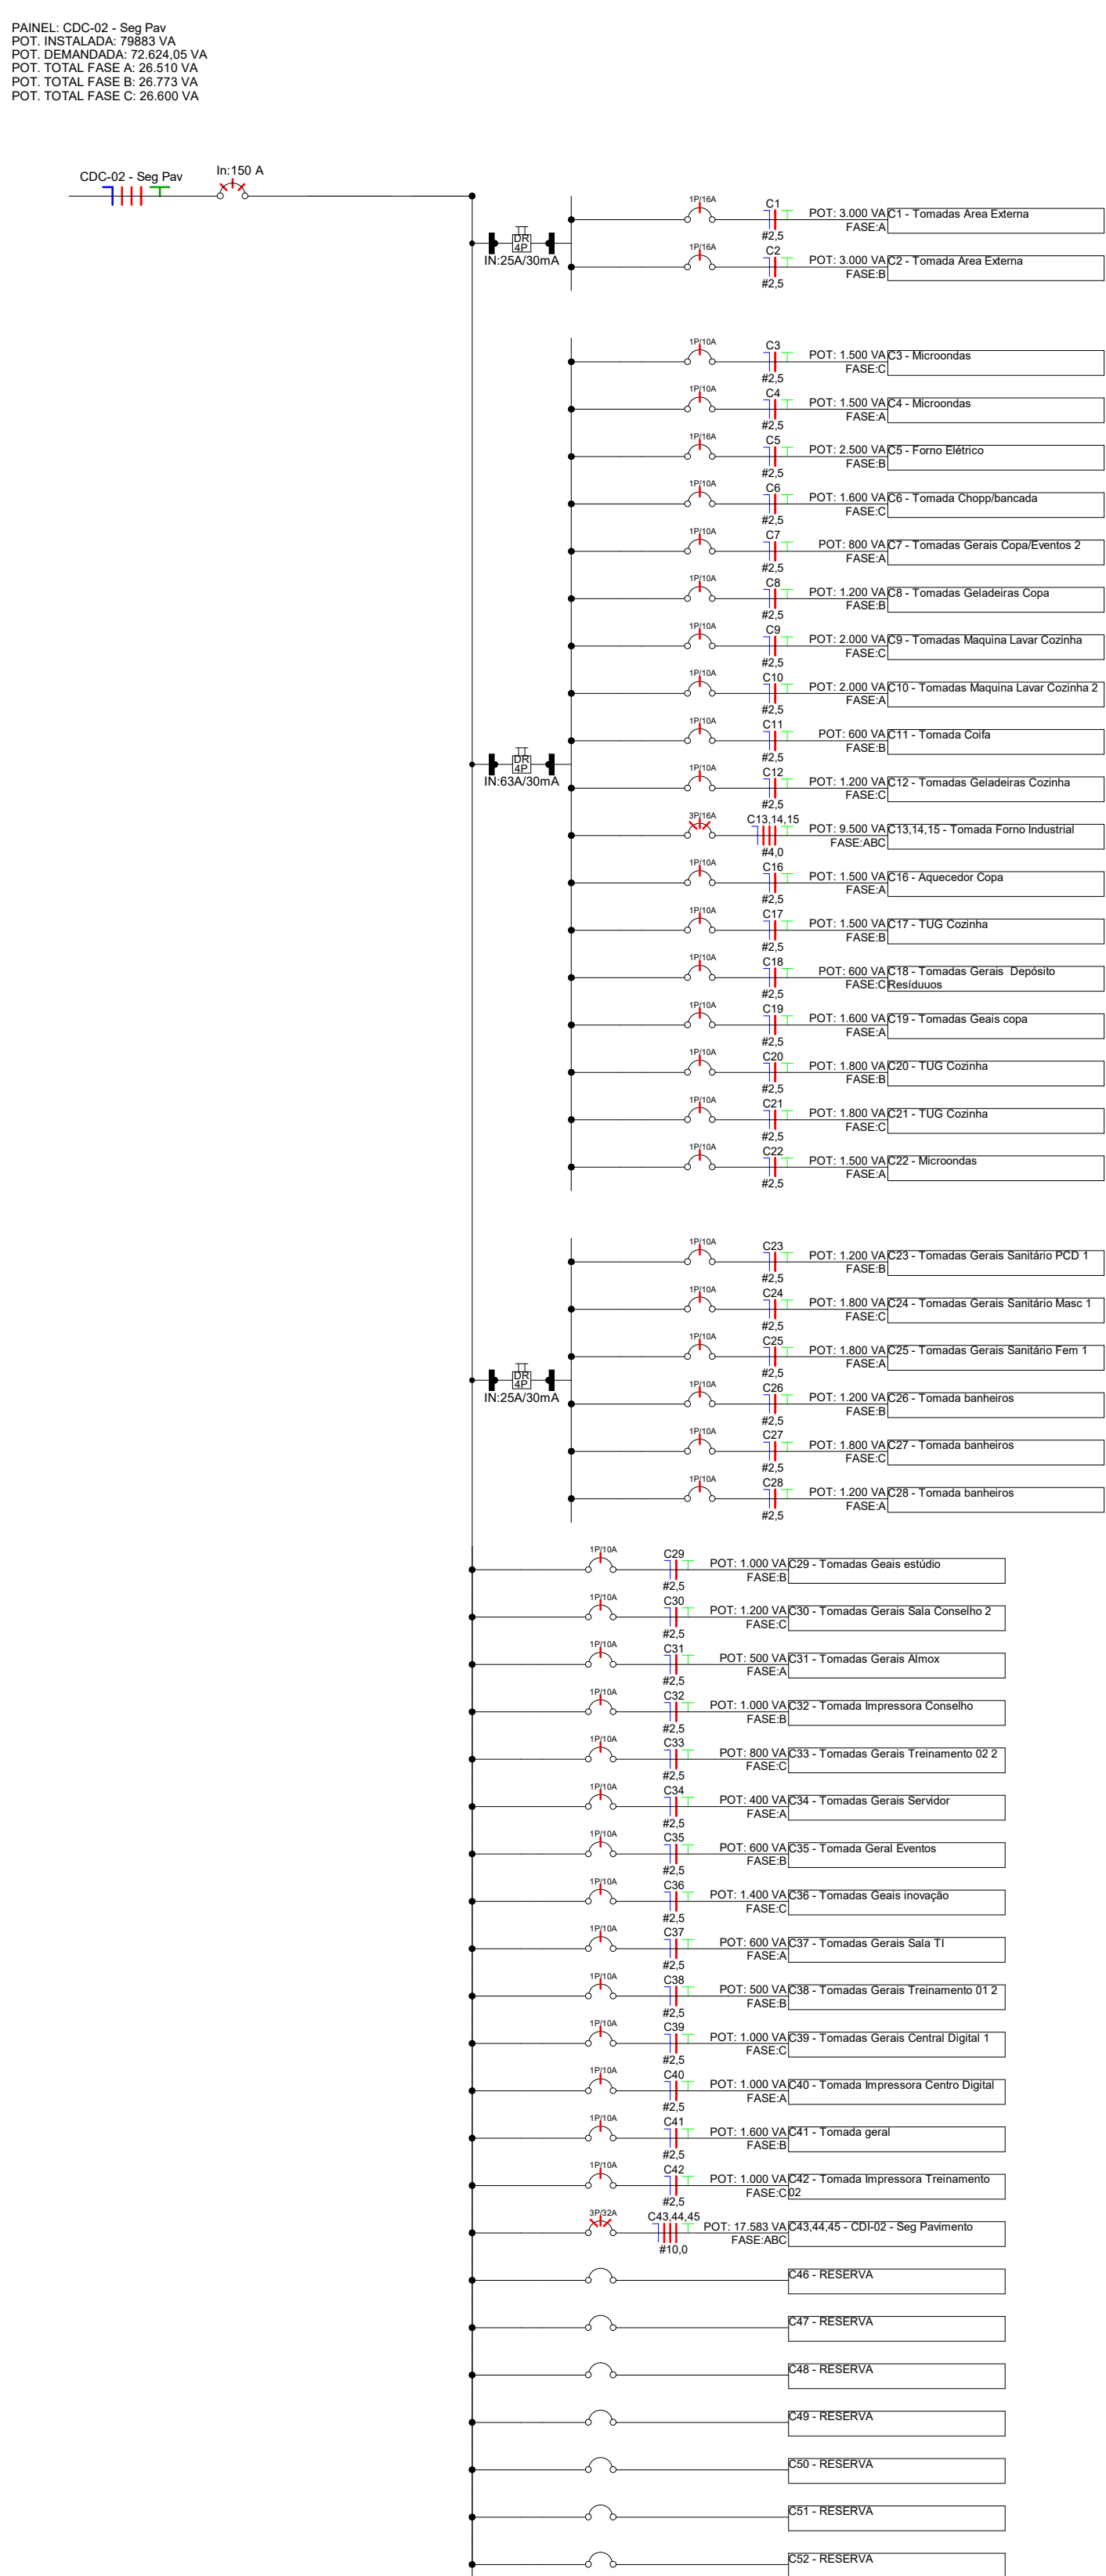 PAINEL: CDC-02 - Seg Pav
POT. INSTALADA: 79883 VA
POT. DEMANDADA: 72.624,05 VA
POT. TOTAL FASE A: 26.510 VA
POT. TOTAL FASE B: 26.773 VA
POT. TOTAL FASE C: 26.600 VA
CDC-02 - Seg Pav
In:150 A
DR
4P
IN:25A/30mA
1P/16A
C1
#2,5
POT: 3.000 VA
FASE:A
C1 - Tomadas Area Externa
1P/16A
C2
#2,5
POT: 3.000 VA
FASE:B
C2 - Tomada Area Externa
DR
4P
IN:63A/30mA
1P/10A
C3
#2,5
POT: 1.500 VA
FASE:C
C3 - Microondas
1P/10A
C4
#2,5
POT: 1.500 VA
FASE:A
C4 - Microondas
1P/16A
C5
#2,5
POT: 2.500 VA
FASE:B
C5 - Forno Elétrico
1P/10A
C6
#2,5
POT: 1.600 VA
FASE:C
C6 - Tomada Chopp/bancada
1P/10A
C7
#2,5
POT: 800 VA
FASE:A
C7 - Tomadas Gerais Copa/Eventos 2
1P/10A
C8
#2,5
POT: 1.200 VA
FASE:B
C8 - Tomadas Geladeiras Copa
1P/10A
C9
#2,5
POT: 2.000 VA
FASE:C
C9 - Tomadas Maquina Lavar Cozinha
1P/10A
C10
#2,5
POT: 2.000 VA
FASE:A
C10 - Tomadas Maquina Lavar Cozinha 2
1P/10A
C11
#2,5
POT: 600 VA
FASE:B
C11 - Tomada Coifa
1P/10A
C12
#2,5
POT: 1.200 VA
FASE:C
C12 - Tomadas Geladeiras Cozinha
3P/16A
C13,14,15
#4,0
POT: 9.500 VA
FASE:ABC
C13,14,15 - Tomada Forno Industrial
1P/10A
C16
#2,5
POT: 1.500 VA
FASE:A
C16 - Aquecedor Copa
1P/10A
C17
#2,5
POT: 1.500 VA
FASE:B
C17 - TUG Cozinha
1P/10A
C18
#2,5
POT: 600 VA
FASE:C
C18 - Tomadas Gerais Depósito
Resíduuos
1P/10A
C19
#2,5
POT: 1.600 VA
FASE:A
C19 - Tomadas Geais copa
1P/10A
C20
#2,5
POT: 1.800 VA
FASE:B
C20 - TUG Cozinha
1P/10A
C21
#2,5
POT: 1.800 VA
FASE:C
C21 - TUG Cozinha
1P/10A
C22
#2,5
POT: 1.500 VA
FASE:A
C22 - Microondas
DR
4P
IN:25A/30mA
1P/10A
C23
#2,5
POT: 1.200 VA
FASE:B
C23 - Tomadas Gerais Sanitário PCD 1
1P/10A
C24
#2,5
POT: 1.800 VA
FASE:C
C24 - Tomadas Gerais Sanitário Masc 1
1P/10A
C25
#2,5
POT: 1.800 VA
FASE:A
C25 - Tomadas Gerais Sanitário Fem 1
1P/10A
C26
#2,5
POT: 1.200 VA
FASE:B
C26 - Tomada banheiros
1P/10A
C27
#2,5
POT: 1.800 VA
FASE:C
C27 - Tomada banheiros
1P/10A
C28
#2,5
POT: 1.200 VA
FASE:A
C28 - Tomada banheiros
1P/10A
C29
#2,5
POT: 1.000 VA
FASE:B
C29 - Tomadas Geais estúdio
1P/10A
C30
#2,5
POT: 1.200 VA
FASE:C
C30 - Tomadas Gerais Sala Conselho 2
1P/10A
C31
#2,5
POT: 500 VA
FASE:A
C31 - Tomadas Gerais Almox
1P/10A
C32
#2,5
POT: 1.000 VA
FASE:B
C32 - Tomada Impressora Conselho
1P/10A
C33
#2,5
POT: 800 VA
FASE:C
C33 - Tomadas Gerais Treinamento 02 2
1P/10A
C34
#2,5
POT: 400 VA
FASE:A
C34 - Tomadas Gerais Servidor
1P/10A
C35
#2,5
POT: 600 VA
FASE:B
C35 - Tomada Geral Eventos
1P/10A
C36
#2,5
POT: 1.400 VA
FASE:C
C36 - Tomadas Geais inovação
1P/10A
C37
#2,5
POT: 600 VA
FASE:A
C37 - Tomadas Gerais Sala TI
1P/10A
C38
#2,5
POT: 500 VA
FASE:B
C38 - Tomadas Gerais Treinamento 01 2
1P/10A
C39
#2,5
POT: 1.000 VA
FASE:C
C39 - Tomadas Gerais Central Digital 1
1P/10A
C40
#2,5
POT: 1.000 VA
FASE:A
C40 - Tomada Impressora Centro Digital
1P/10A
C41
#2,5
POT: 1.600 VA
FASE:B
C41 - Tomada geral
1P/10A
C42
#2,5
POT: 1.000 VA
FASE:C
C42 - Tomada Impressora Treinamento
02
3P/32A
C43,44,45
#10,0
POT: 17.583 VA
FASE:ABC
C43,44,45 - CDI-02 - Seg Pavimento
C46 - RESERVA
C47 - RESERVA
C48 - RESERVA
C49 - RESERVA
C50 - RESERVA
C51 - RESERVA
C52 - RESERVA